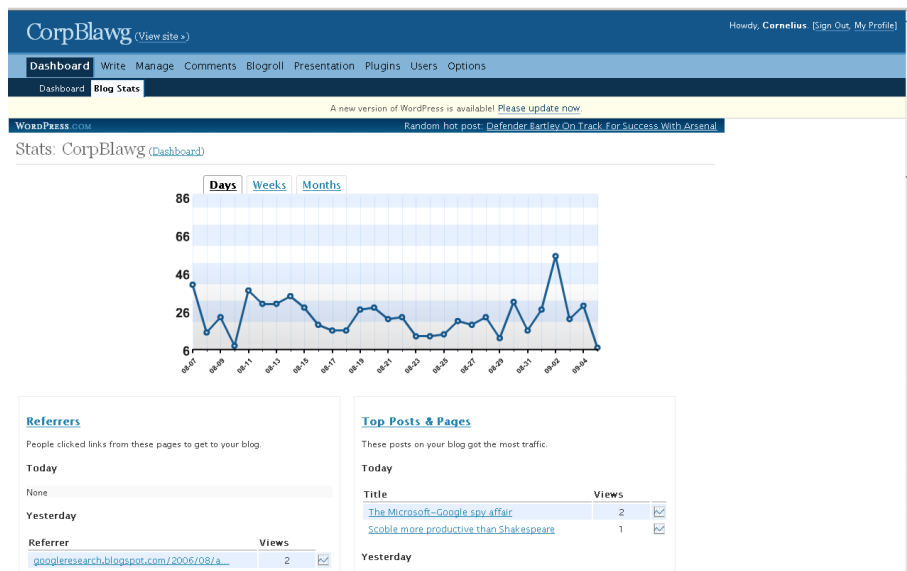 CorpBlawg (View site »)
Howdy, Cornelius. [Sign Out, My Profile]
Dashboard Write Manage Comments Blogroll Presentation Plugins Users Options
Dashboard Blog Stats
A new version of WordPress is available! Please update now.
WORDPRESS.COM Random hot post: Defender Bartley On Track For Success With Arsenal
Stats: CorpBlawg (Dashboard)
Days Weeks Months
86
66
46
26
6
08-07 08-09 08-11 08-13 08-15 08-17 08-19 08-21 08-23 08-25 08-27 08-29 08-31 09-02 09-04
Referrers
People clicked links from these pages to get to your blog.
Today
None
Yesterday
Referrer Views
googleresearch.blogspot.com/2006/08/a... 2
Top Posts & Pages
These posts on your blog got the most traffic.
Today
Title Views
The Microsoft-Google spy affair 2
Scoble more productive than Shakespeare 1
Yesterday